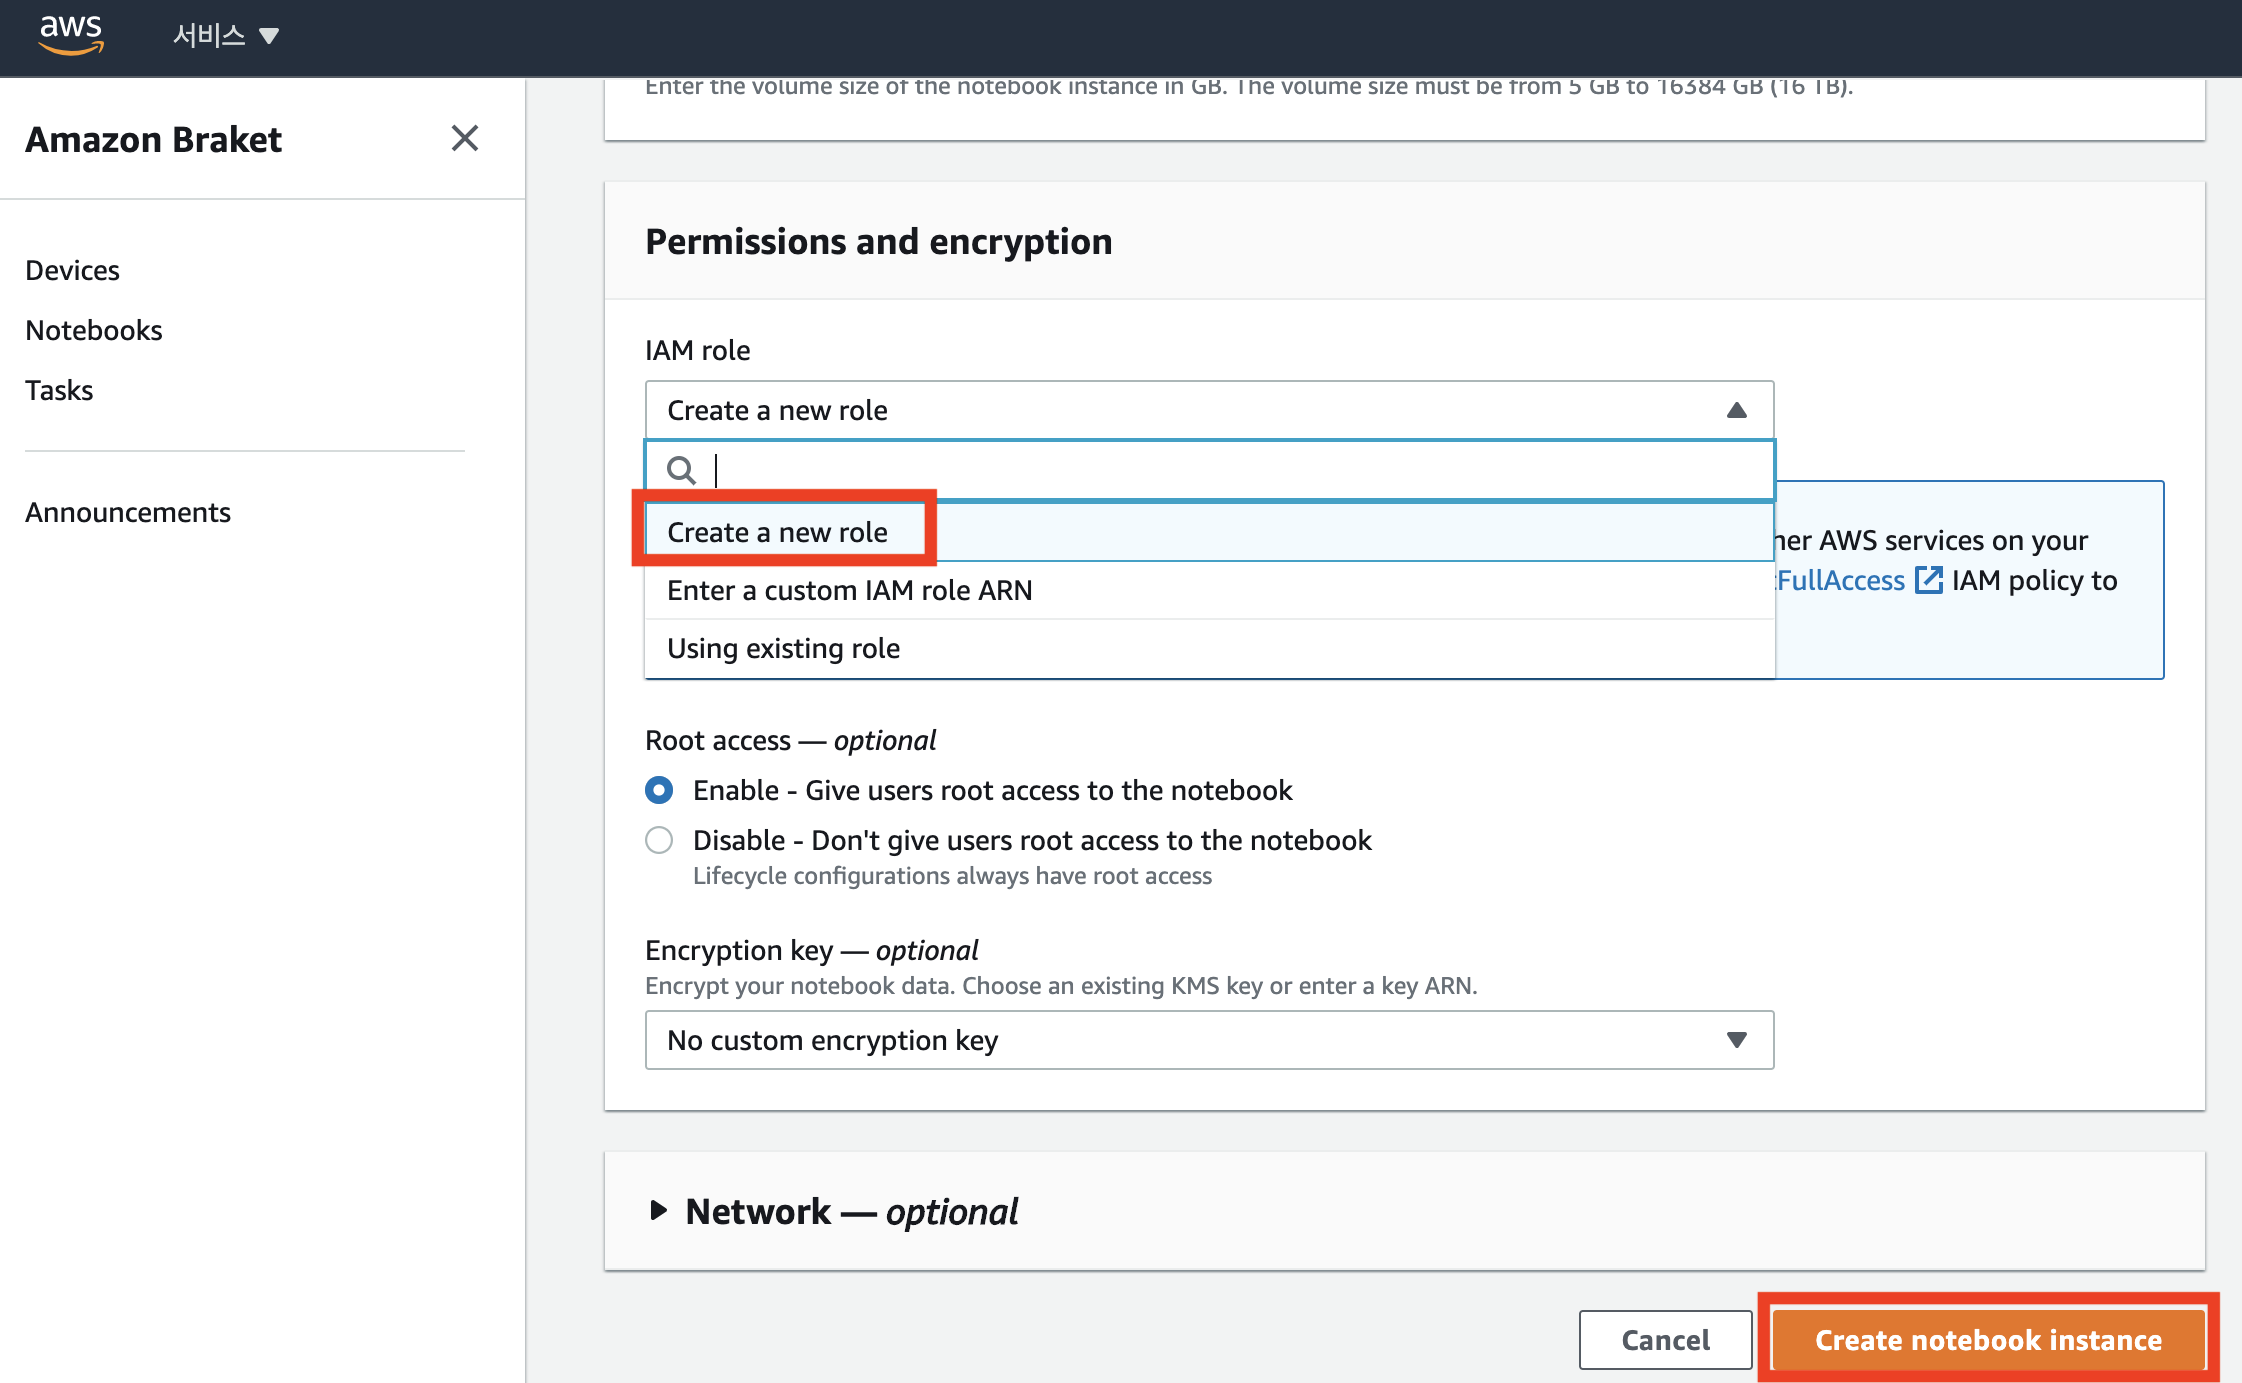 aws
서비스
Enter the volume size of the notebook instance in GB. The volume size must be from 5 GB to 16384 GB (16 TB).
Amazon Braket
Devices
Notebooks
Tasks
Announcements
Permissions and encryption
IAM role
Create a new role
Create a new role
Enter a custom IAM role ARN
Using existing role
her AWS services on your
:FullAccess IAM policy to
Root access — optional
Enable - Give users root access to the notebook
Disable - Don't give users root access to the notebook
Lifecycle configurations always have root access
Encryption key — optional
Encrypt your notebook data. Choose an existing KMS key or enter a key ARN.
No custom encryption key
Network — optional
Cancel
Create notebook instance